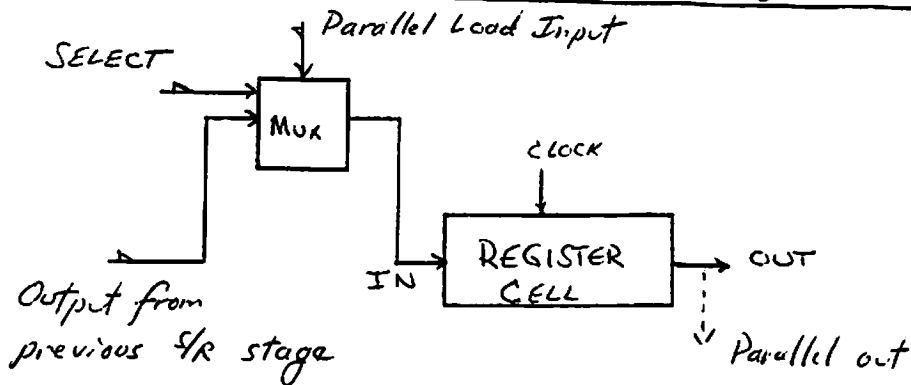 Parallel Load Input
SELECT
MUX
CLOCK
REGISTER
CELL
IN
OUT
Output from
previous S/R stage
Parallel out